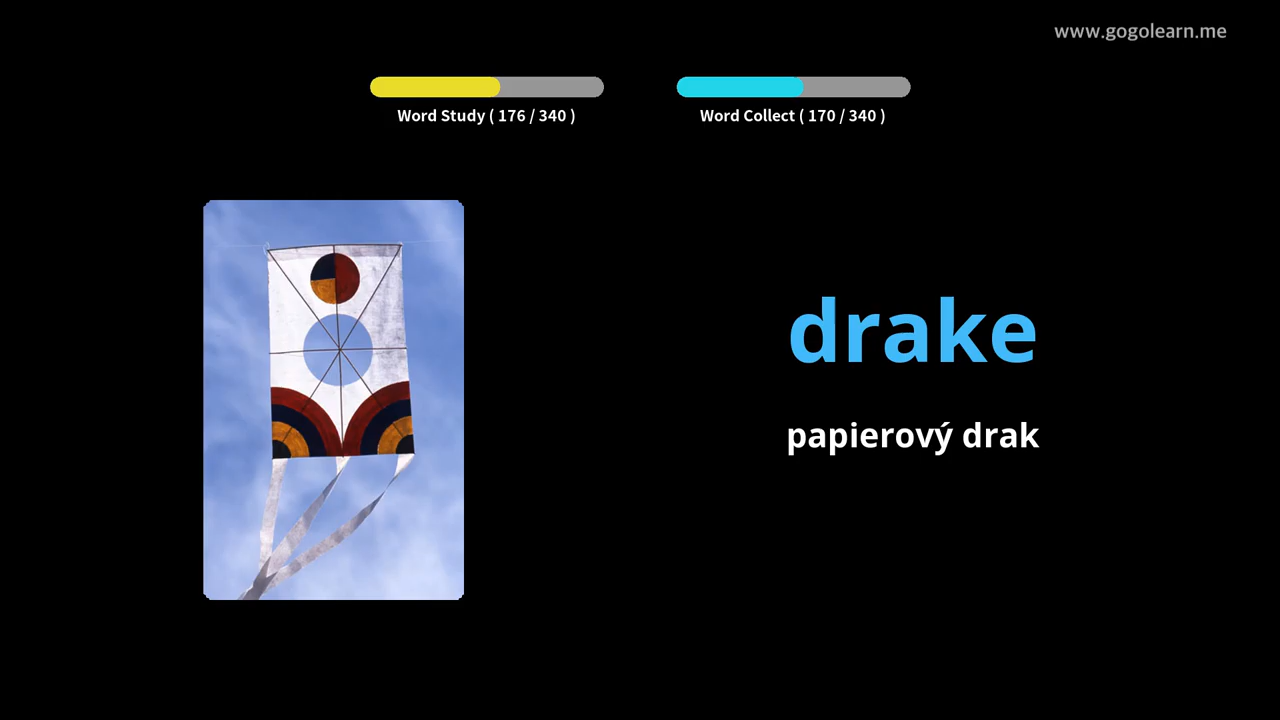 www.gogolearn.me
Word Study ( 176 / 340 )
Word Collect ( 170 / 340 )
drake
papierový drak